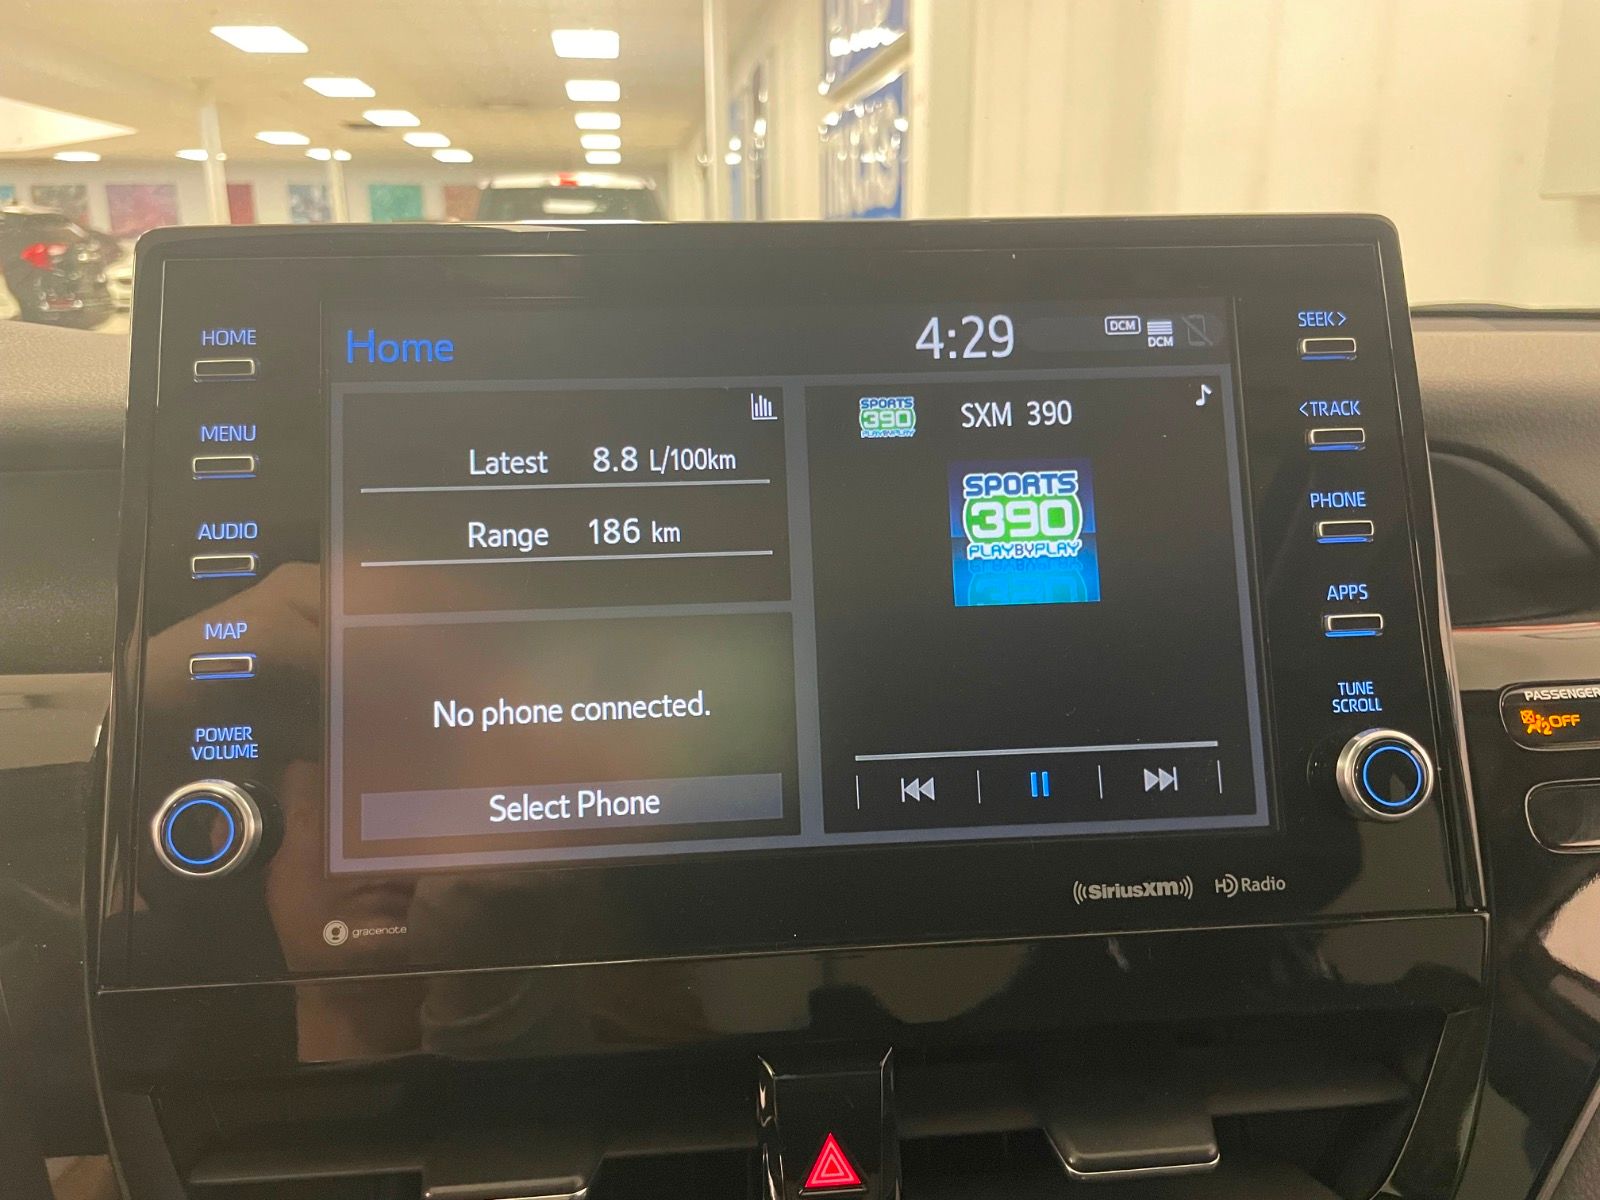 HOME
MENU
AUDIO
MAP
POWER
VOLUME
Home
4:29
DCM
DCM
Latest 8.8 L/100km
Range 186 km
No phone connected.
Select Phone
SPORTS
390
PLAYBYPLAY
SXM 390
SPORTS
390
PLAYBYPLAY
SEEK>
<TRACK
PHONE
APPS
TUNE
SCROLL
PASSENGER
2 OFF
gracenote
((SiriusXM))
HD Radio